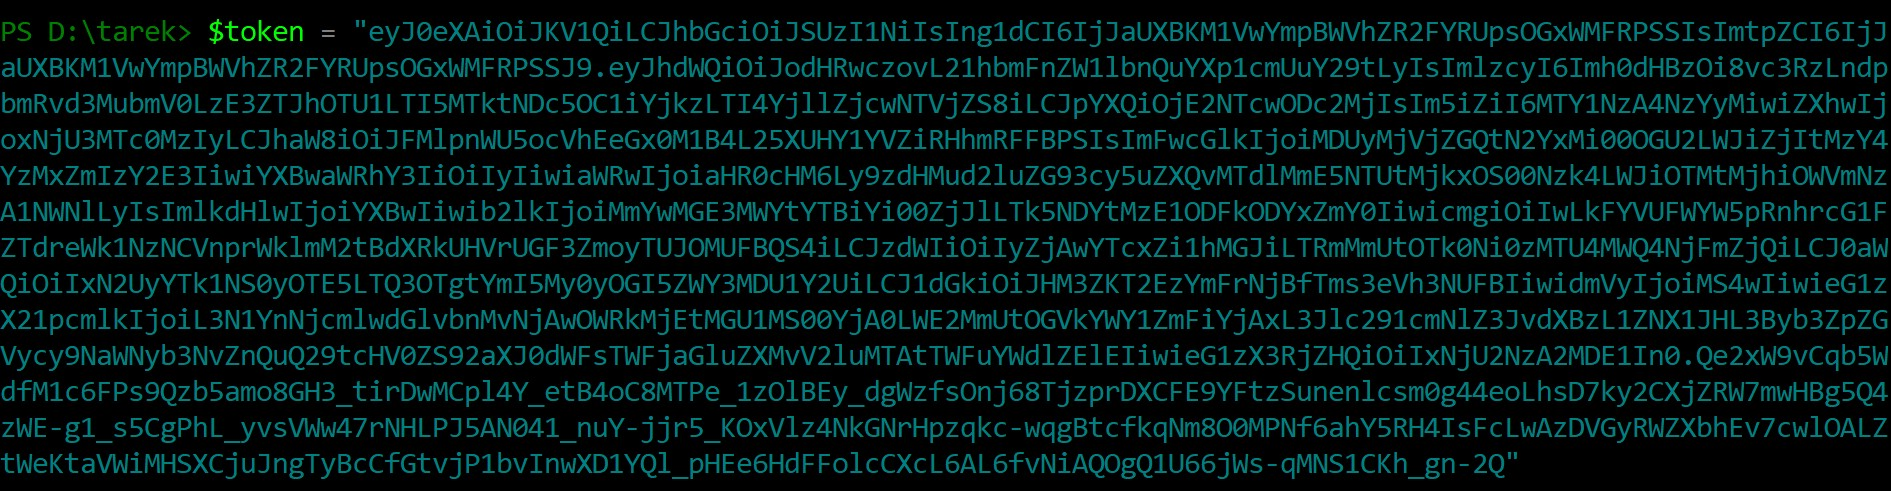 PS D:\tarek> $token = "eyJ0eXAiOiJKV1QiLCJhbGciOiJSUzI1NiIsIng1dCI6IjJaUXBKM1VwYmpBWVhZR2FYRUpsOGxWMFRPSSIsImtpZCI6IjJ
aUXBKM1VwYmpBWVhZR2FYRUpsOGxWMFRPSSJ9.eyJhdWQiOiJodHRwczovL21hbmFnZW1lbnQuYXp1cmUuY29tLyIsImlzcyI6Imh0dHBzOi8vc3RzLndp
bmRvd3MubmV0LzE3ZTJhOTU1LTI5MTktNDc5OC1iYjkzLTI4YjllZjcwNTVjZS8iLCJpYXQiOjE2NTcwODc2MjIsIm5iZiI6MTY1NzA4NzYyMiwiZXhwIj
oxNjU3MTc0MzIyLCJhaW8iOiJFMlpnWU5ocVhEeGx0M1B4L25XUHY1YVZiRHhmRFFBPSIsImFwcGlkIjoiMDUyMjVjZGQtN2YxMi00OGU2LWJiZjItMzY4
YzMxZmIzY2E3IiwiYXBwaWRhY3IiOiIyIiwiaWRwIjoiaHR0cHM6Ly9zdHMud2luZG93cy5uZXQvMTdlMmE5NTUtMjkxOS00Nzk4LWJiOTMtMjhiOWVmNz
A1NWNlLyIsImlkdHlwIjoiYXBwIiwib2lkIjoiMmYwMGE3MWYtYTBiYi00ZjJlLTk5NDYtMzE1ODFkODYxZmY0IiwicmgiOiIwLkFYVUFWYW5pRnhrcG1F
ZTdreWk1NzNCVnprWklmM2tBdXRkUHVrUGF3ZmoyTUJOMUFBQS4iLCJzdWIiOiIyZjAwYTcxZi1hMGJiLTRmMmUtOTk0Ni0zMTU4MWQ4NjFmZjQiLCJ0aW
QiOiIxN2UyYTk1NS0yOTE5LTQ3OTgtYmI5My0yOGI5ZWY3MDU1Y2UiLCJ1dGkiOiJHM3ZKT2EzYmFrNjBfTms3eVh3NUFBIiwidmVyIjoiMS4wIiwieG1z
X21pcmlkIjoiL3N1YnNjcmlwdGlvbnMvNjAwOWRkMjEtMGU1MS00YjA0LWE2MmUtOGVkYWY1ZmFiYjAxL3Jlc291cmNlZ3JvdXBzL1ZNX1JHL3Byb3ZpZG
Vycy9NaWNyb3NvZnQuQ29tcHV0ZS92aXJ0dWFsTWFjaGluZXMvV2luMTAtTWFuYWdlZElEIiwieG1zX3RjZHQiOiIxNjU2NzA2MDE1In0.Qe2xW9vCqb5W
dfM1c6FPs9Qzb5amo8GH3_tirDwMCpl4Y_etB4oC8MTPe_1zOlBEy_dgWzfsOnj68TjzprDXCFE9YFtzSunenlcsm0g44eoLhsD7ky2CXjZRW7mwHBg5Q4
zWE-g1_s5CgPhL_yvsVWw47rNHLPJ5AN041_nuY-jjr5_KOxVlz4NkGNrHpzqkc-wqgBtcfkqNm8O0MPNf6ahY5RH4IsFcLwAzDVGyRWZXbhEv7cwlOALZ
tWeKtaVWiMHSXCjuJngTyBcCfGtvjP1bvInwXD1YQl_pHEe6HdFFolcCXcL6AL6fvNiAQOgQ1U66jWs-qMNS1CKh_gn-2Q"